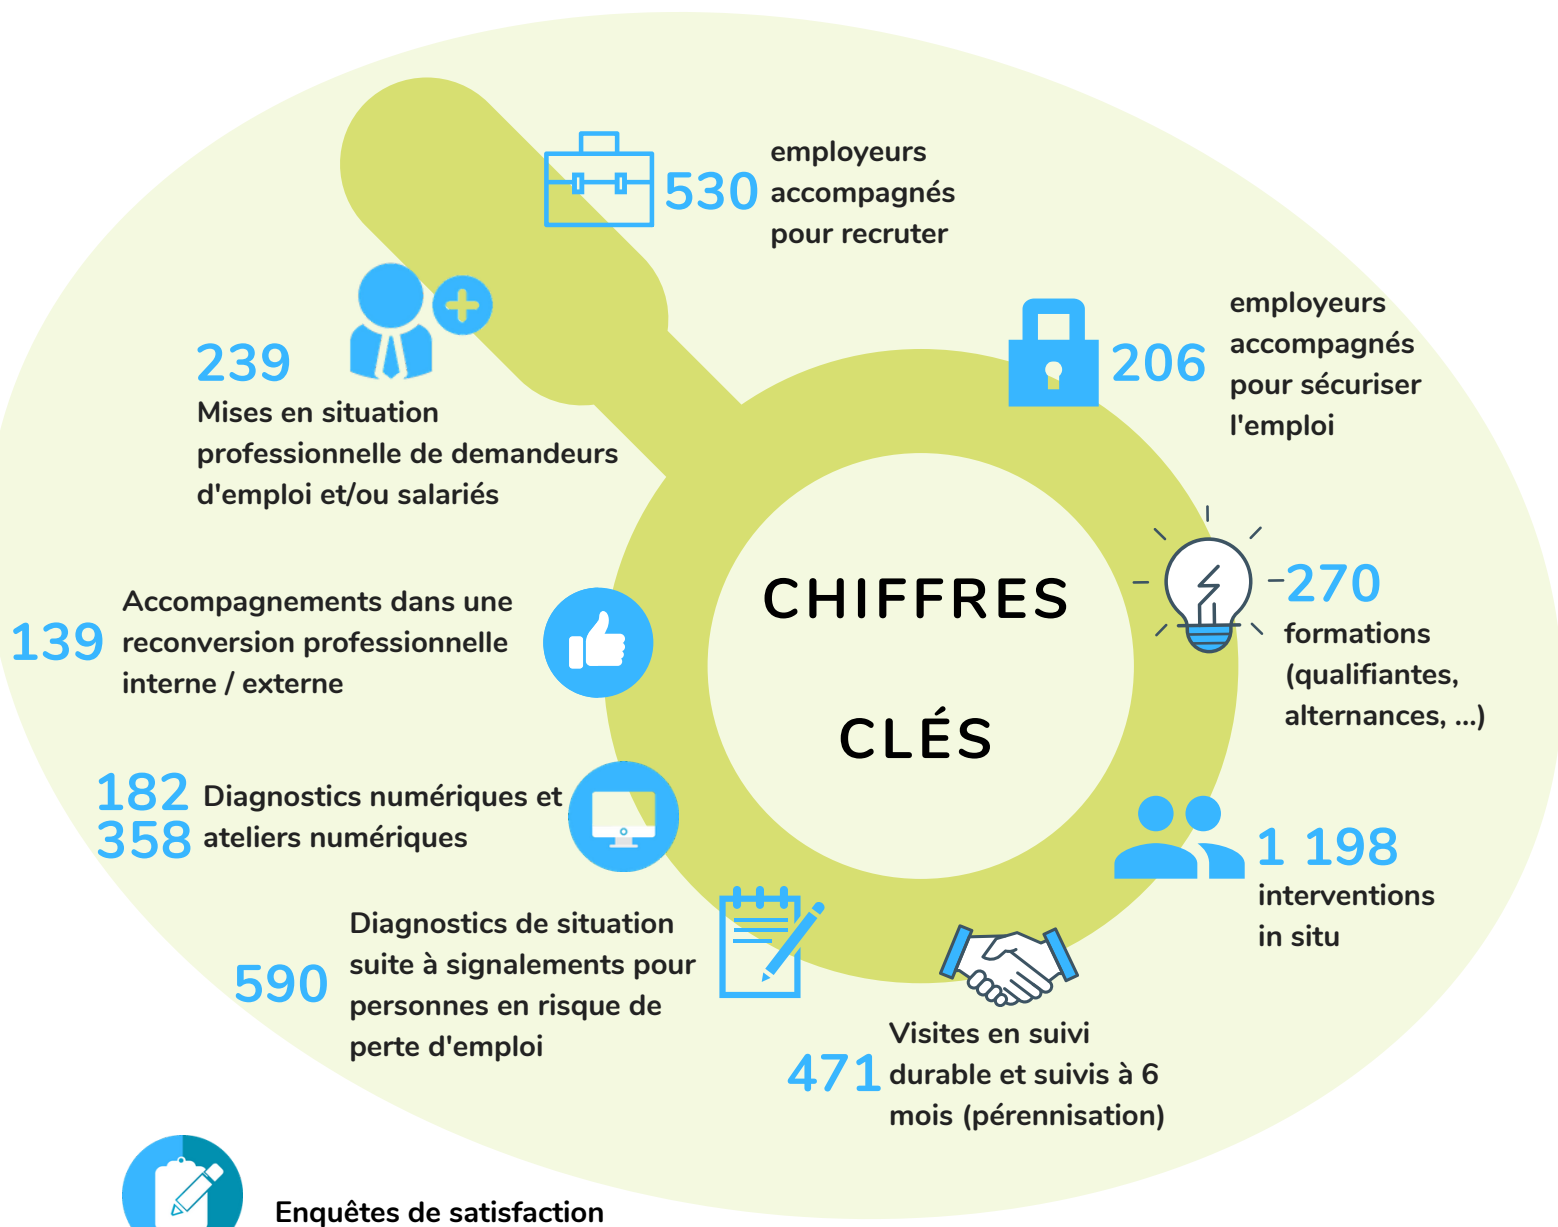 530
employeurs
accompagnés
pour recruter
206
employeurs
accompagnés
pour sécuriser
l'emploi
239
Mises en situation
professionnelle de demandeurs
d'emploi et/ou salariés
CHIFFRES
CLÉS
270
formations
(qualifiantes,
alternances, ...)
139
Accompagnements dans une
reconversion professionnelle
interne / externe
182
358
Diagnostics numériques et
ateliers numériques
1 198
interventions
in situ
590
Diagnostics de situation
suite à signalements pour
personnes en risque de
perte d'emploi
471
Visites en suivi
durable et suivis à 6
mois (pérennisation)
Enquêtes de satisfaction